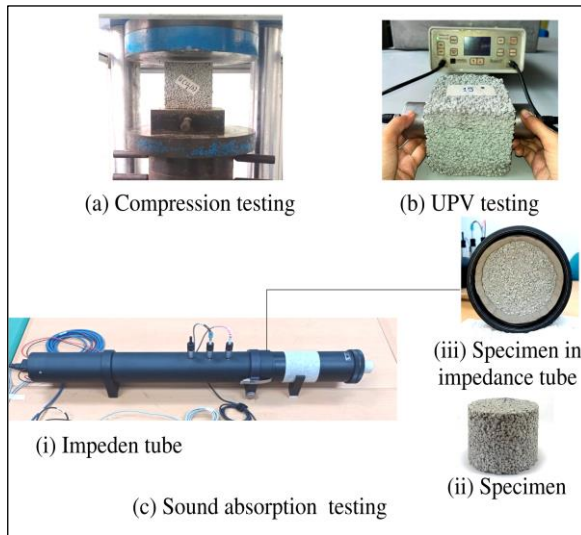 (a) Compression testing
(b) UPV testing
(iii) Specimen in
impedance tube
(i) Impeden tube
(ii) Specimen
(c) Sound absorption testing